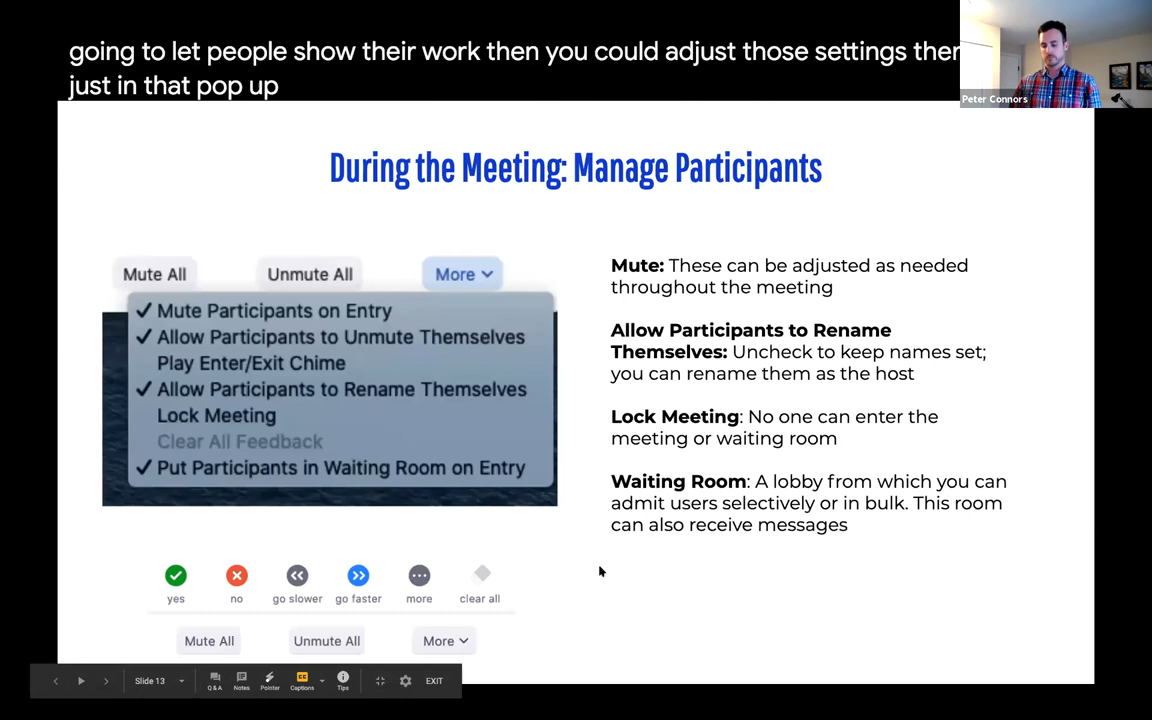 going to let people show their work then you could adjust those settings
just in that pop up
Peter Connors
During the Meeting: Manage Participants
Mute All
Unmute All
More
Mute Participants on Entry
Allow Participants to Unmute Themselves
Play Enter/Exit Chime
Allow Participants to Rename Themselves
Lock Meeting
Clear All Feedback
Put Participants in Waiting Room on Entry
Mute: These can be adjusted as needed
throughout the meeting
Allow Participants to Rename
Themselves: Uncheck to keep names set;
you can rename them as the host
Lock Meeting: No one can enter the
meeting or waiting room
Waiting Room: A lobby from which you can
admit users selectively or in bulk. This room
can also receive messages
yes
no
go slower
go faster
more
clear all
Mute All
Unmute All
More
Slide 13
Q & A
Notes
Pointer
CC
Captions
Tips
EXIT